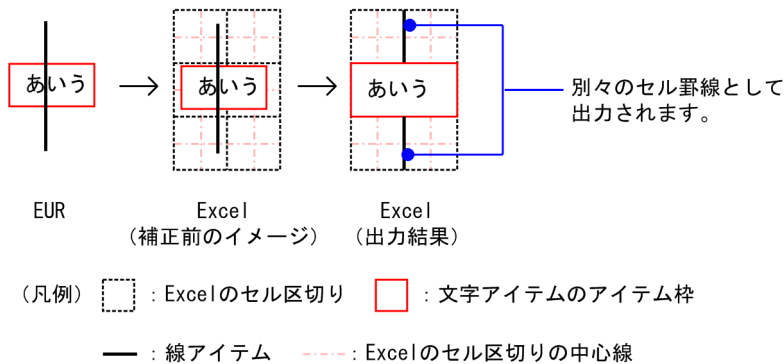 あいう
あいう
あいう
別々のセル罫線として
出力されます。
EUR
Excel
(補正前のイメージ)
Excel
(出力結果)
(凡例)
:Excelのセル区切り
:文字アイテムのアイテム枠
:線アイテム
:Excelのセル区切りの中心線